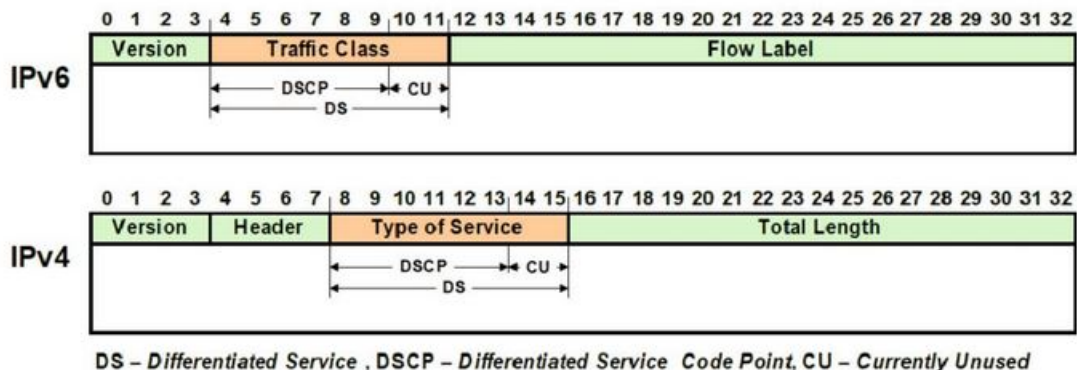 0 1 2 3 4 5 6 7 8 9 10 11 12 13 14 15 16 17 18 19 20 21 22 23 24 25 26 27 28 29 30 31 32
IPv6
Version Traffic Class Flow Label
DSCP CU
DS
0 1 2 3 4 5 6 7 8 9 10 11 12 13 14 15 16 17 18 19 20 21 22 23 24 25 26 27 28 29 30 31 32
IPv4
Version Header Type of Service Total Length
DSCP CU
DS
DS – Differentiated Service , DSCP – Differentiated Service Code Point, CU – Currently Unused